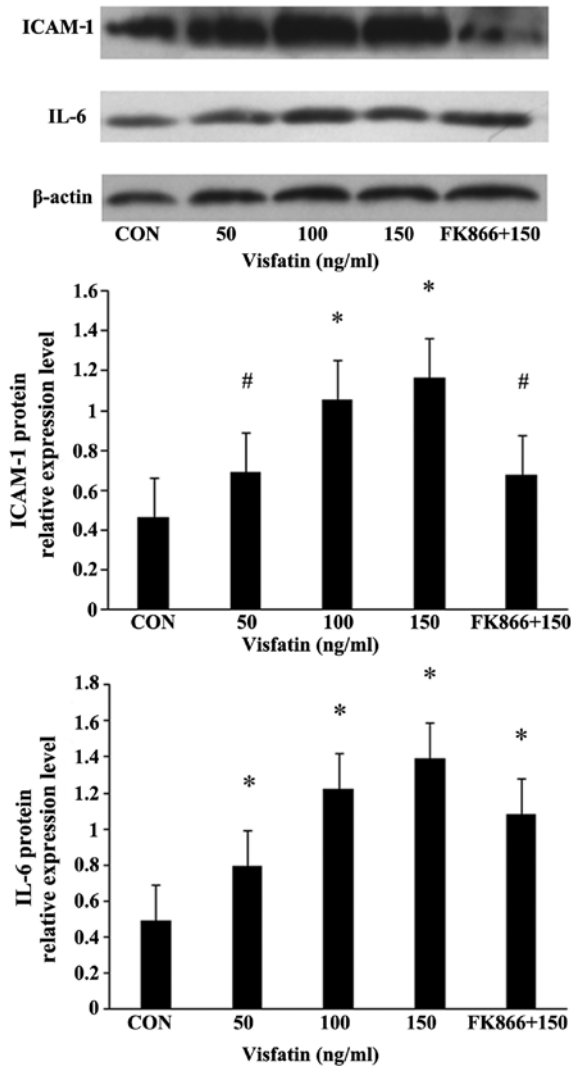 ICAM-1
IL-6
β-actin
CON 50 100 150 FK866+150
Visfatin (ng/ml)
ICAM-1 protein
relative expression level
1.6
1.4
1.2
1
0.8
0.6
0.4
0.2
0
# * * #
CON 50 100 150 FK866+150
Visfatin (ng/ml)
IL-6 protein
relative expression level
1.8
1.6
1.4
1.2
1
0.8
0.6
0.4
0.2
0
* * * *
CON 50 100 150 FK866+150
Visfatin (ng/ml)